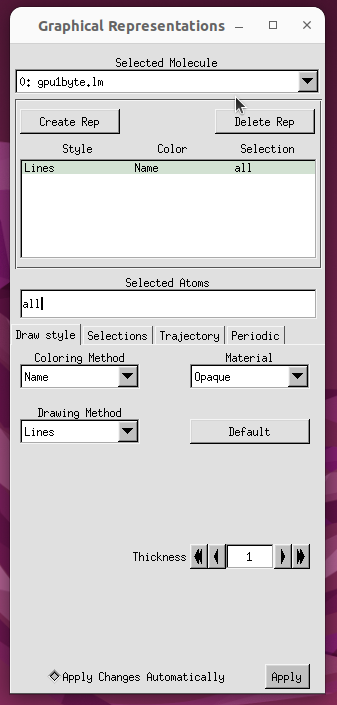 Graphical Representations
Selected Molecule
0: gpu1byte.lm
Create Rep Delete Rep
Style Color Selection
Lines Name all
Selected Atoms
all
Draw style Selections Trajectory Periodic
Coloring Method Material
Name Opaque
Drawing Method
Lines Default
Thickness 1
Apply Changes Automatically Apply